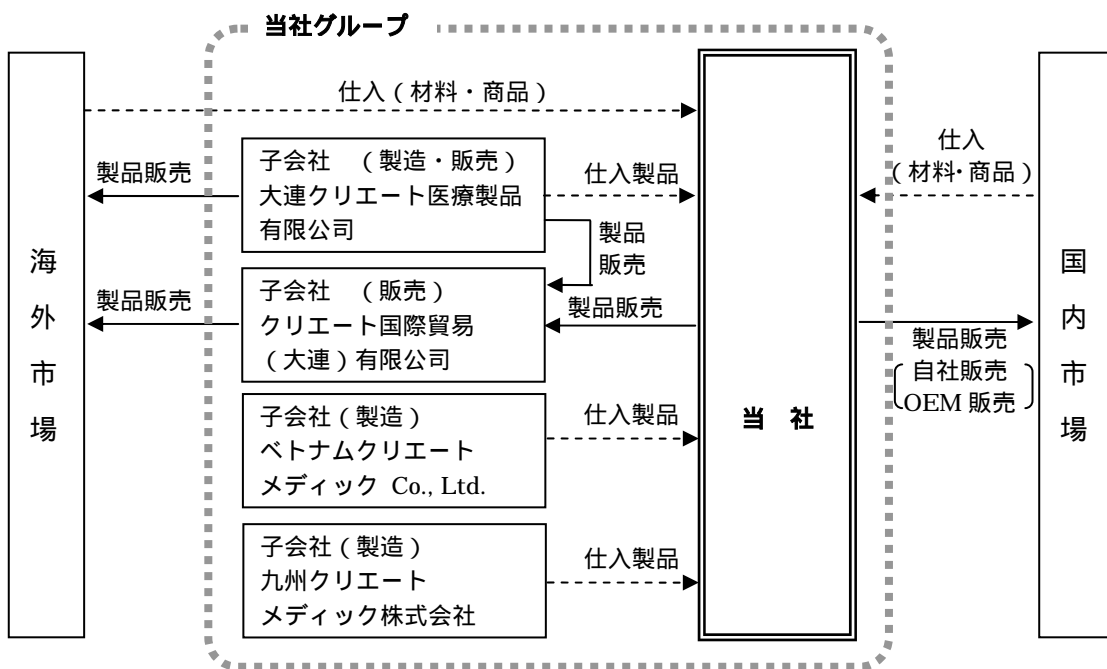 当社グループ
海外市場
仕入(材料・商品)
製品販売
子会社 (製造・販売)
大連クリエート医療製品
有限公司
仕入製品
製品
販売
製品販売
子会社 (販売)
クリエート国際貿易
(大連)有限公司
製品販売
子会社(製造)
ベトナムクリエート
メディック Co., Ltd.
仕入製品
子会社(製造)
九州クリエート
メディック株式会社
仕入製品
当 社
仕入
(材料・商品)
製品販売
自社販売
OEM 販売
国内市場